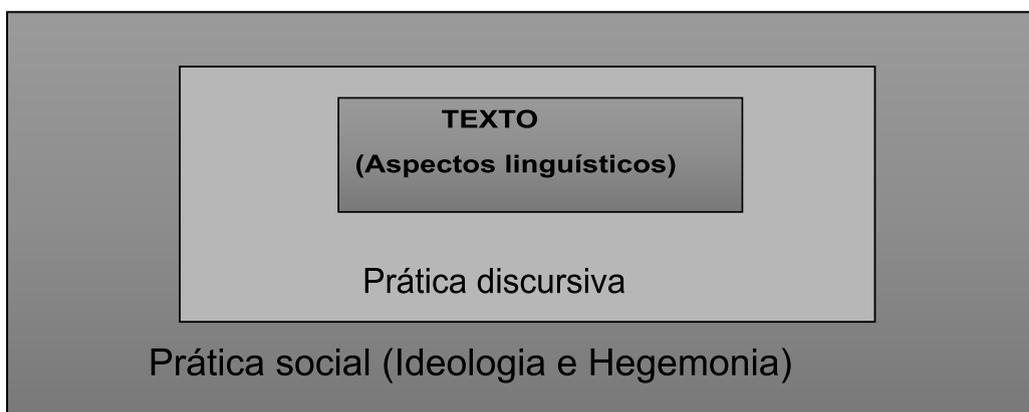 TEXTO
(Aspectos linguísticos)
Prática discursiva
Prática social (Ideologia e Hegemonia)